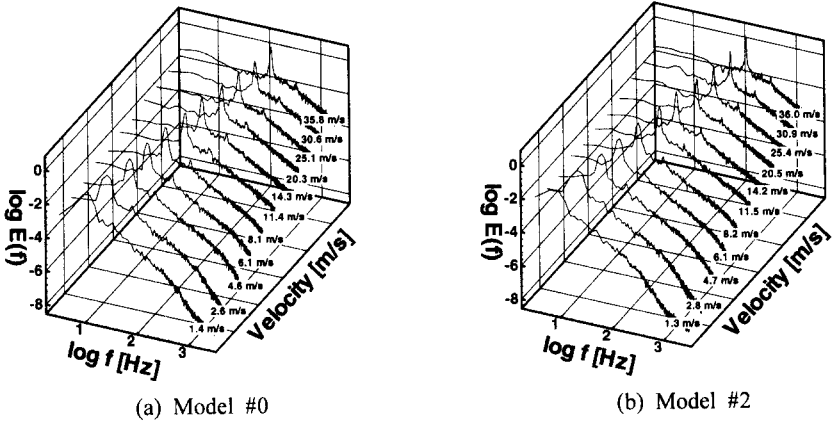 0
-2
-4
-6
-8
log E(f)
1
2
3
log f [Hz]
Velocity [m/s]
35.8 m/s
30.6 m/s
25.1 m/s
20.3 m/s
14.3 m/s
11.4 m/s
8.1 m/s
6.1 m/s
4.6 m/s
2.6 m/s
1.4 m/s
(a) Model #0
0
-2
-4
-6
-8
log E(f)
1
2
3
log f [Hz]
Velocity [m/s]
36.0 m/s
30.9 m/s
25.4 m/s
20.5 m/s
14.2 m/s
11.5 m/s
8.2 m/s
6.1 m/s
4.7 m/s
2.8 m/s
1.3 m/s
(b) Model #2